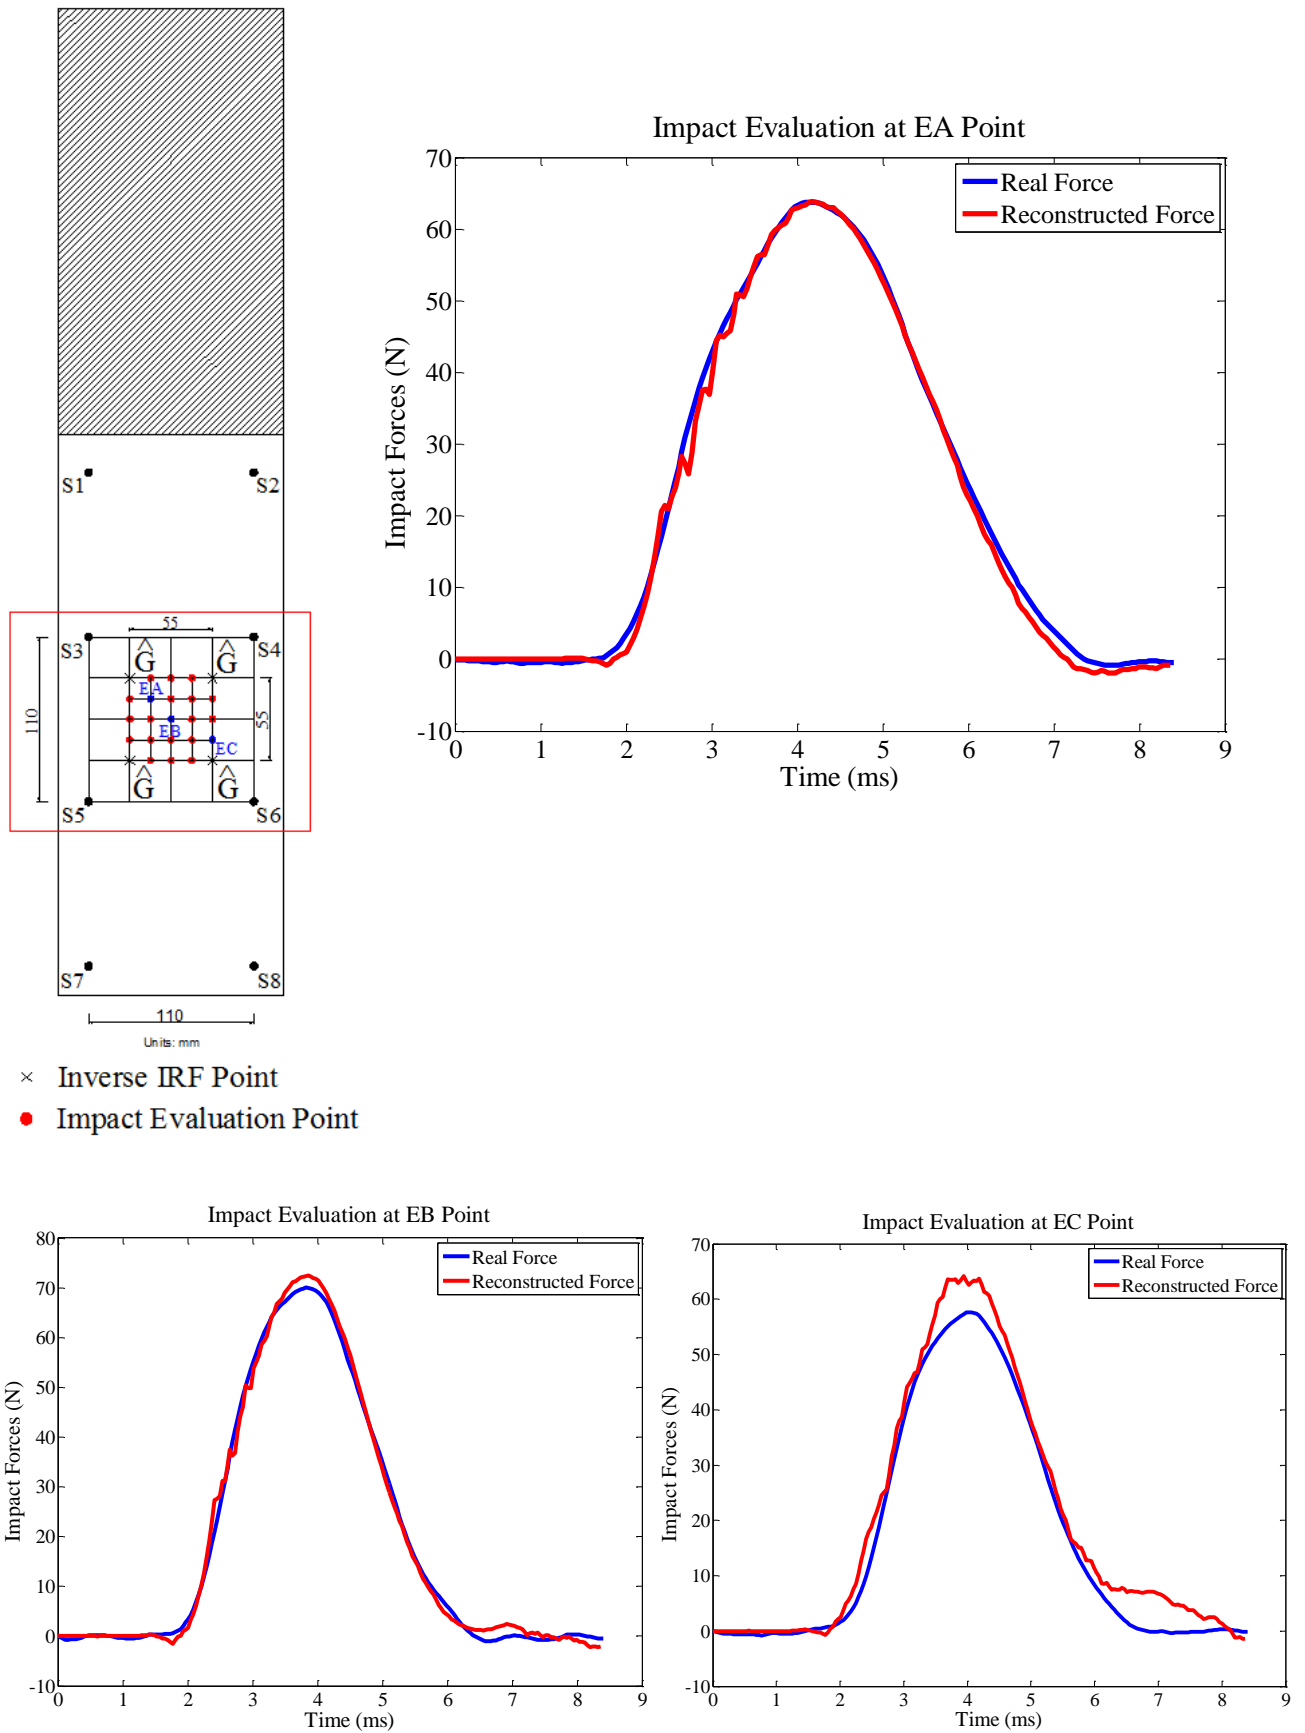 Impact Evaluation at EA Point
Real Force
Reconstructed Force
Impact Forces (N)
70
60
50
40
30
20
10
0
-10
0 1 2 3 4 5 6 7 8 9
Time (ms)
S1 S2
55
S3 Ĝ Ĝ S4
EA
110 EB 55
EC
Ĝ Ĝ
S5 S6
S7 S8
110
Units: mm
× Inverse IRF Point
Impact Evaluation Point
Impact Evaluation at EB Point
Real Force
Reconstructed Force
Impact Forces (N)
80
70
60
50
40
30
20
10
0
-10
0 1 2 3 4 5 6 7 8 9
Time (ms)
Impact Evaluation at EC Point
Real Force
Reconstructed Force
Impact Forces (N)
70
60
50
40
30
20
10
0
-10
0 1 2 3 4 5 6 7 8 9
Time (ms)